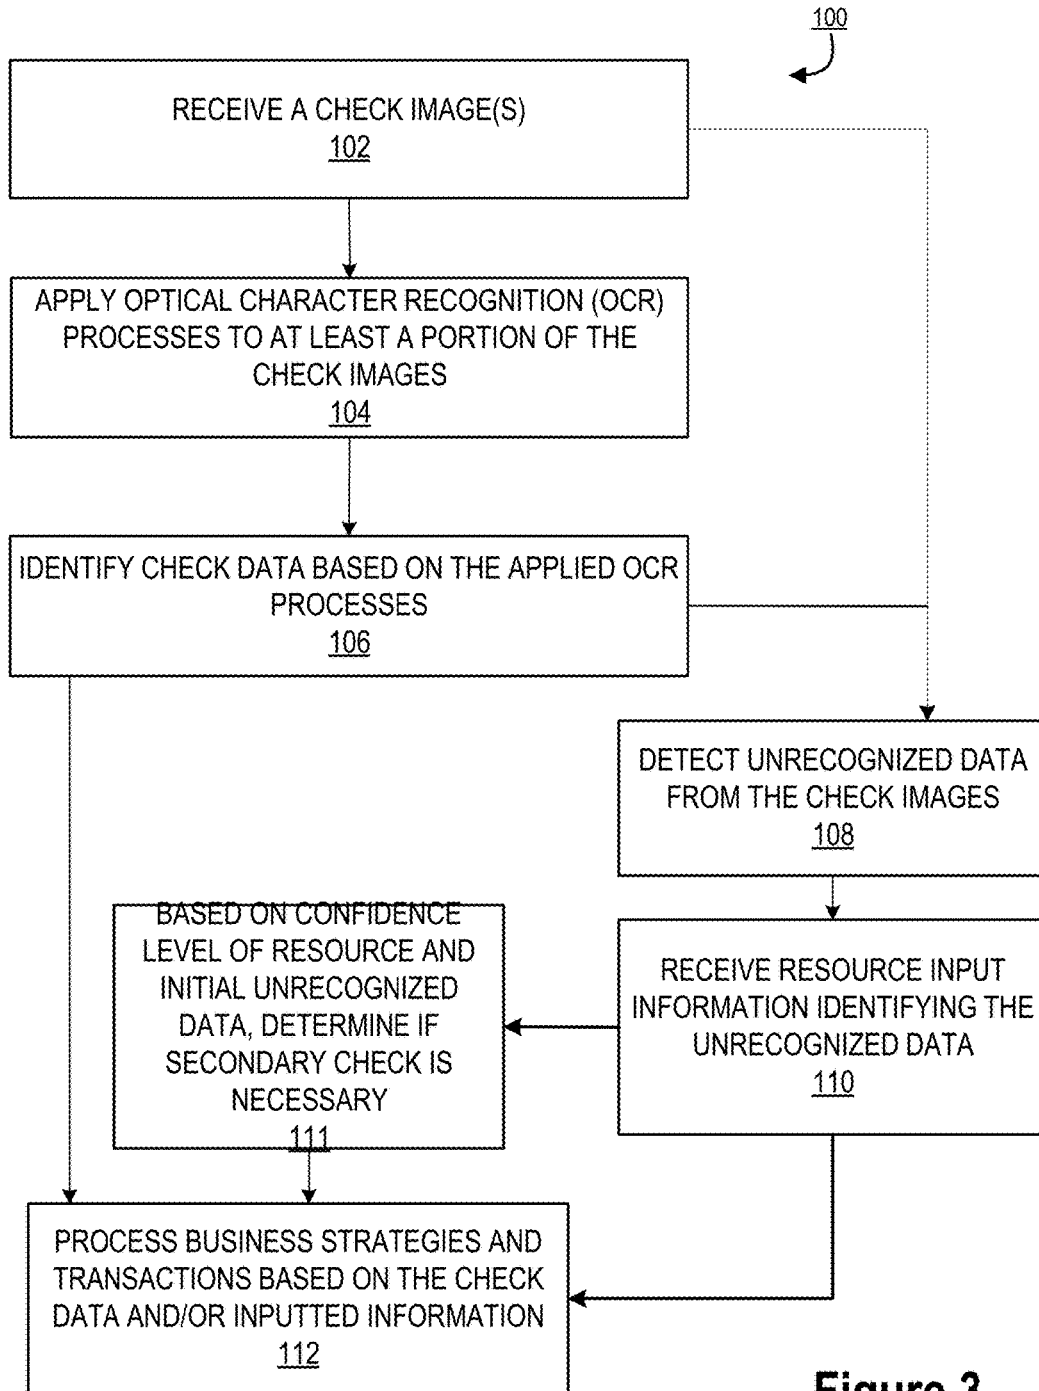 100
RECEIVE A CHECK IMAGE(S)
102
APPLY OPTICAL CHARACTER RECOGNITION (OCR)
PROCESSES TO AT LEAST A PORTION OF THE
CHECK IMAGES
104
IDENTIFY CHECK DATA BASED ON THE APPLIED OCR
PROCESSES
106
DETECT UNRECOGNIZED DATA
FROM THE CHECK IMAGES
108
BASED ON CONFIDENCE
LEVEL OF RESOURCE AND
INITIAL UNRECOGNIZED
DATA, DETERMINE IF
SECONDARY CHECK IS
NECESSARY
111
RECEIVE RESOURCE INPUT
INFORMATION IDENTIFYING THE
UNRECOGNIZED DATA
110
PROCESS BUSINESS STRATEGIES AND
TRANSACTIONS BASED ON THE CHECK
DATA AND/OR INPUTTED INFORMATION
112
Figure 3